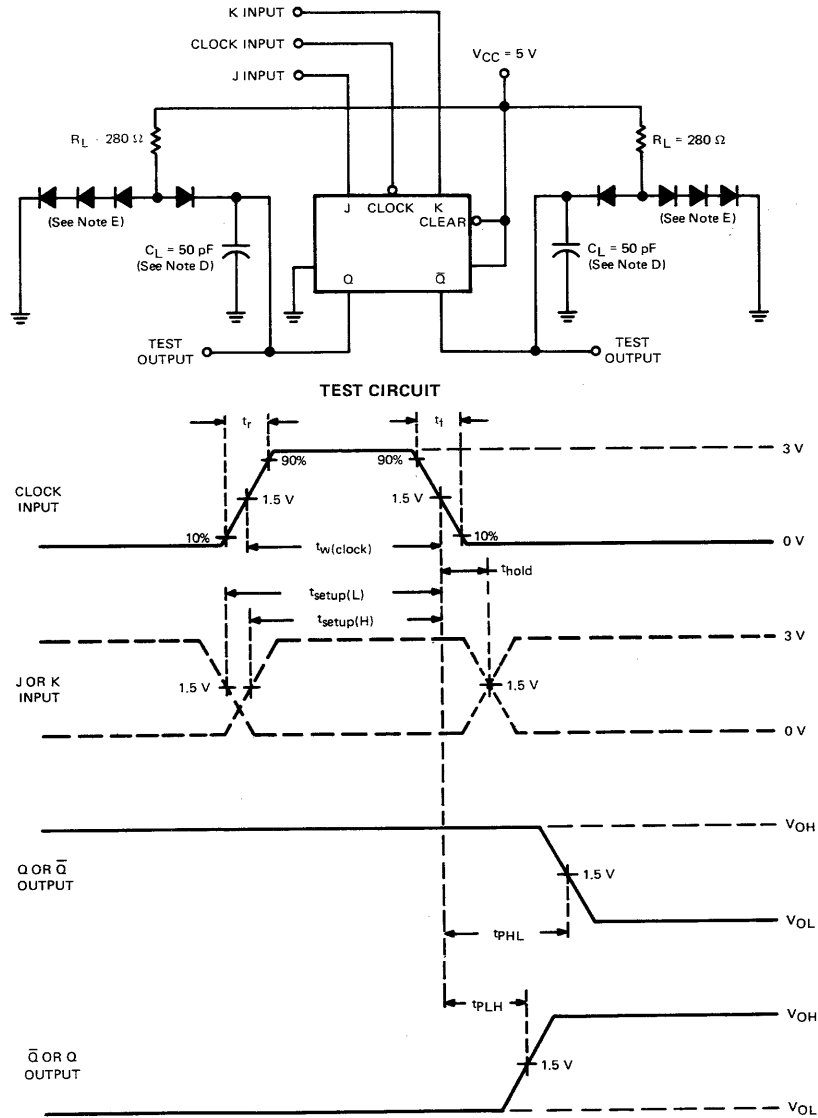 K INPUT
CLOCK INPUT
J INPUT
VCC = 5 V
RL - 280 Ω
RL = 280 Ω
J CLOCK K
CLEAR
(See Note E)
(See Note E)
CL = 50 pF
(See Note D)
CL = 50 pF
(See Note D)
Q Q̅
TEST
OUTPUT
TEST
OUTPUT
TEST CIRCUIT
tr
tf
3 V
90%
90%
CLOCK
INPUT
1.5 V
1.5 V
10%
10%
0 V
tw(clock)
thold
tsetup(L)
tsetup(H)
3 V
J OR K
INPUT
1.5 V
1.5 V
0 V
VOH
Q OR Q̅
OUTPUT
1.5 V
VOL
tPHL
tPLH
VOH
Q̅ OR Q
OUTPUT
1.5 V
VOL